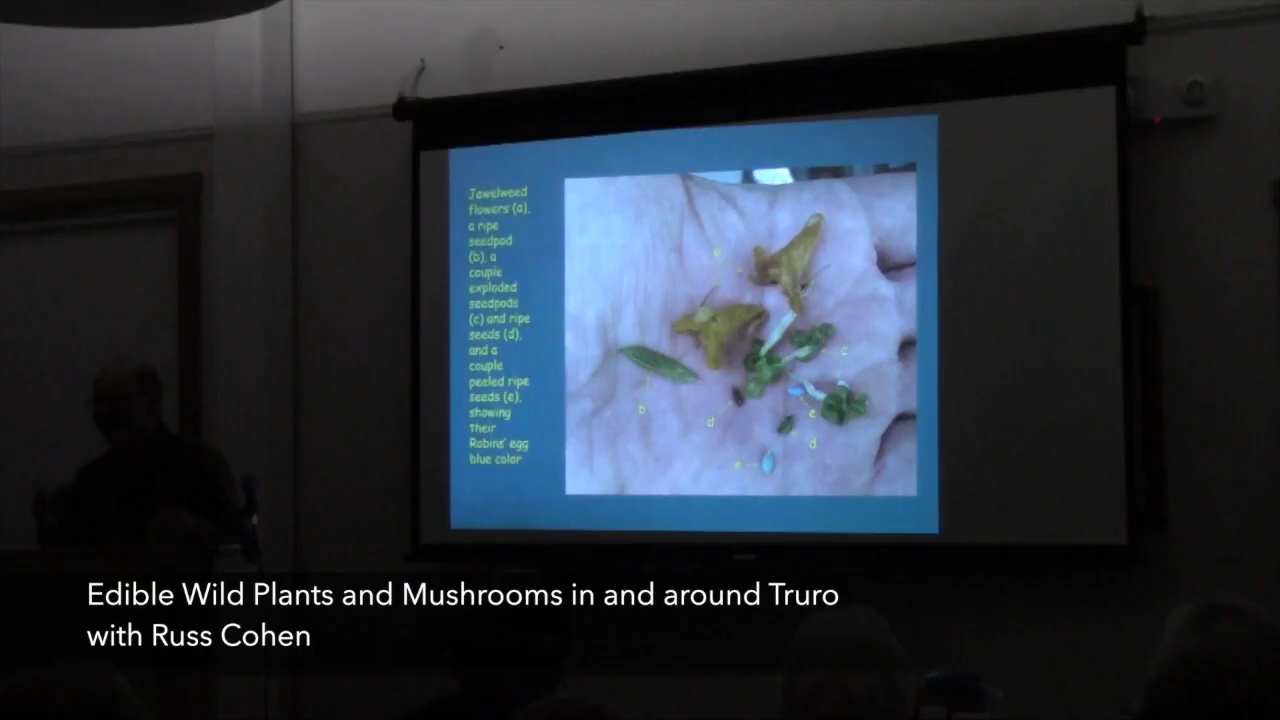 Jewelweed
flowers (a),
a ripe
seedpod
(b), a
couple
exploded
seedpods
(c) and ripe
seeds (d),
and a
couple
peeled ripe
seeds (e),
showing
their
Robins' egg
blue color
a
c
b
e
d
d
e
Edible Wild Plants and Mushrooms in and around Truro
with Russ Cohen